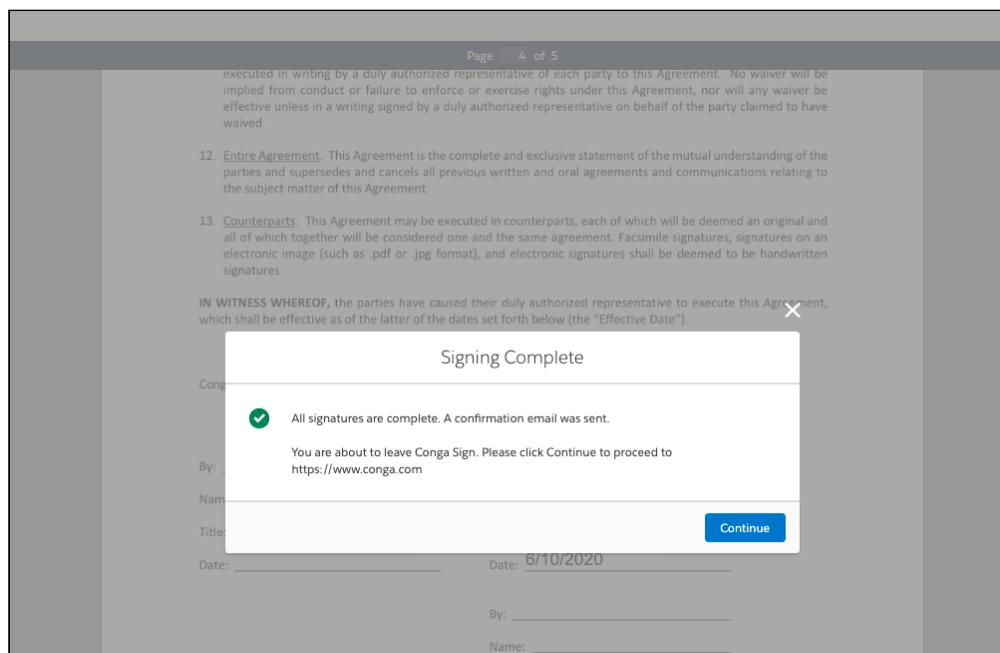 Page 4 of 5
executed in writing by a duly authorized representative of each party to this Agreement. No waiver will be
implied from conduct or failure to enforce or exercise rights under this Agreement, nor will any waiver be
effective unless in a writing signed by a duly authorized representative on behalf of the party claimed to have
waived.
12. Entire Agreement. This Agreement is the complete and exclusive statement of the mutual understanding of the
parties and supersedes and cancels all previous written and oral agreements and communications relating to
the subject matter of this Agreement.
13. Counterparts. This Agreement may be executed in counterparts, each of which will be deemed an original and
all of which together will be considered one and the same agreement. Facsimile signatures, signatures on an
electronic image (such as .pdf or .jpg format), and electronic signatures shall be deemed to be handwritten
signatures
IN WITNESS WHEREOF, the parties have caused their duly authorized representative to execute this Agreement,
which shall be effective as of the latter of the dates set forth below (the "Effective Date").
Cong
Signing Complete
All signatures are complete. A confirmation email was sent.
You are about to leave Conga Sign. Please click Continue to proceed to
https://www.conga.com
By:
Nam
Title:
Continue
Date: Date: 6/10/2020
By:
Name: